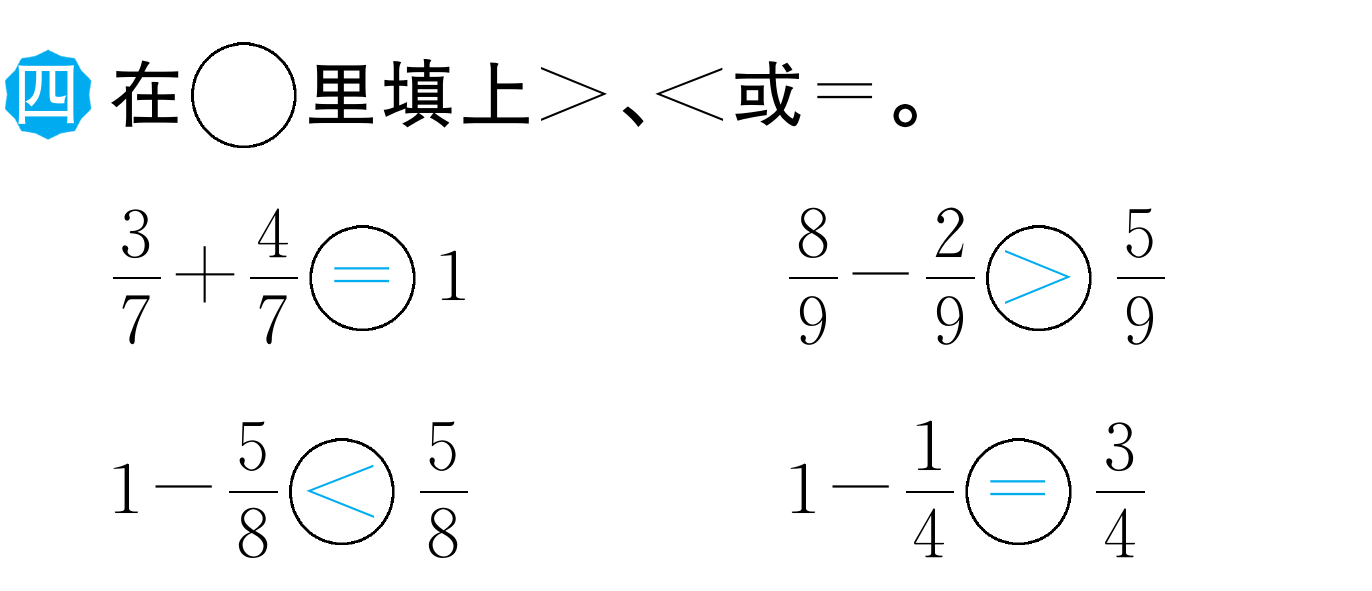 四 在○里填上>、<或=。
3/7 + 4/7 = 1 8/9 − 2/9 > 5/9
1 − 5/8 < 5/8 1 − 1/4 = 3/4